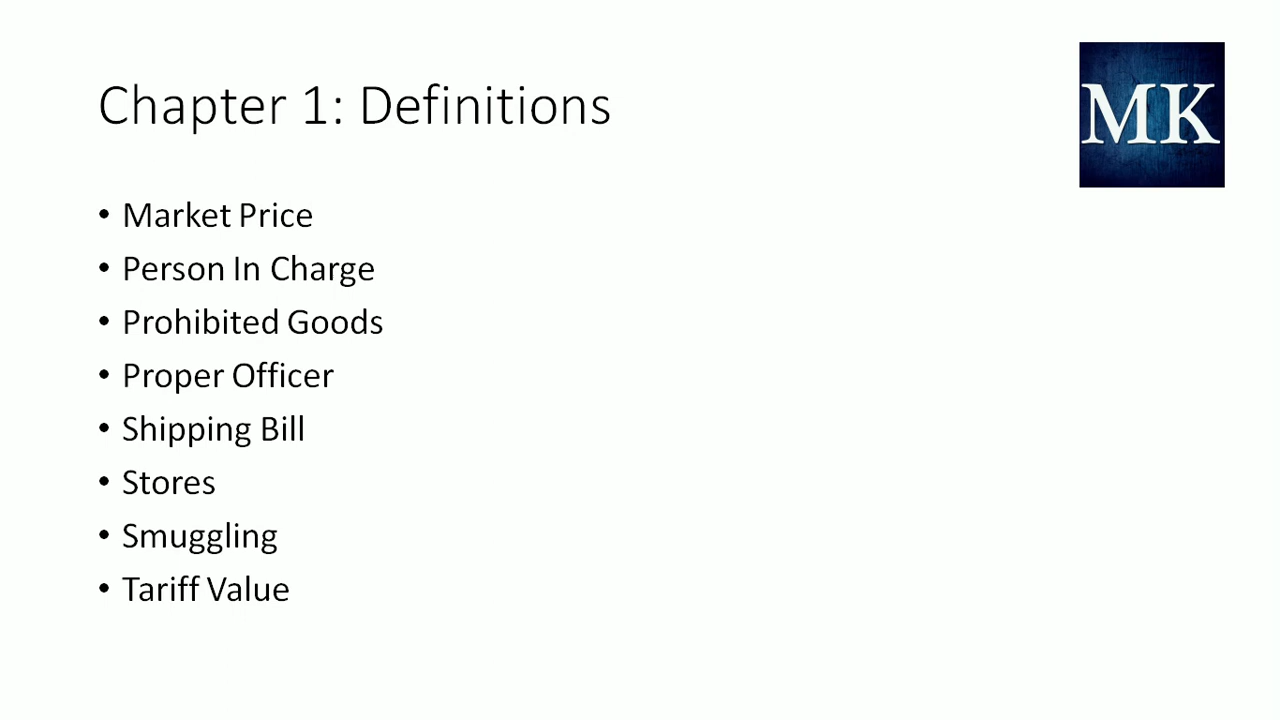 Chapter 1: Definitions
MK
• Market Price
• Person In Charge
• Prohibited Goods
• Proper Officer
• Shipping Bill
• Stores
• Smuggling
• Tariff Value